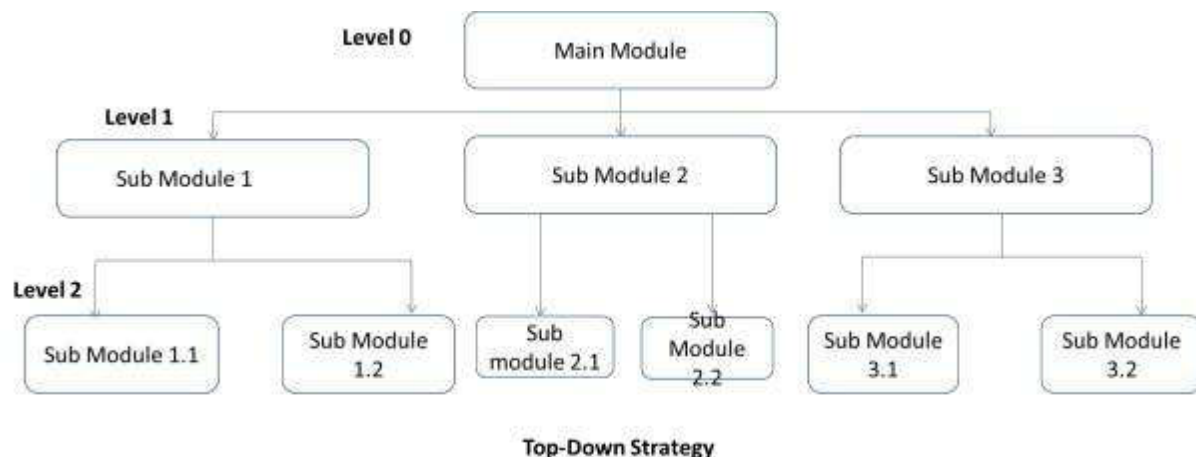 Level 0
Main Module
Level 1
Sub Module 1
Sub Module 2
Sub Module 3
Level 2
Sub Module 1.1
Sub Module
1.2
Sub
module 2.1
Sub
Module
2.2
Sub Module
3.1
Sub Module
3.2
Top-Down Strategy